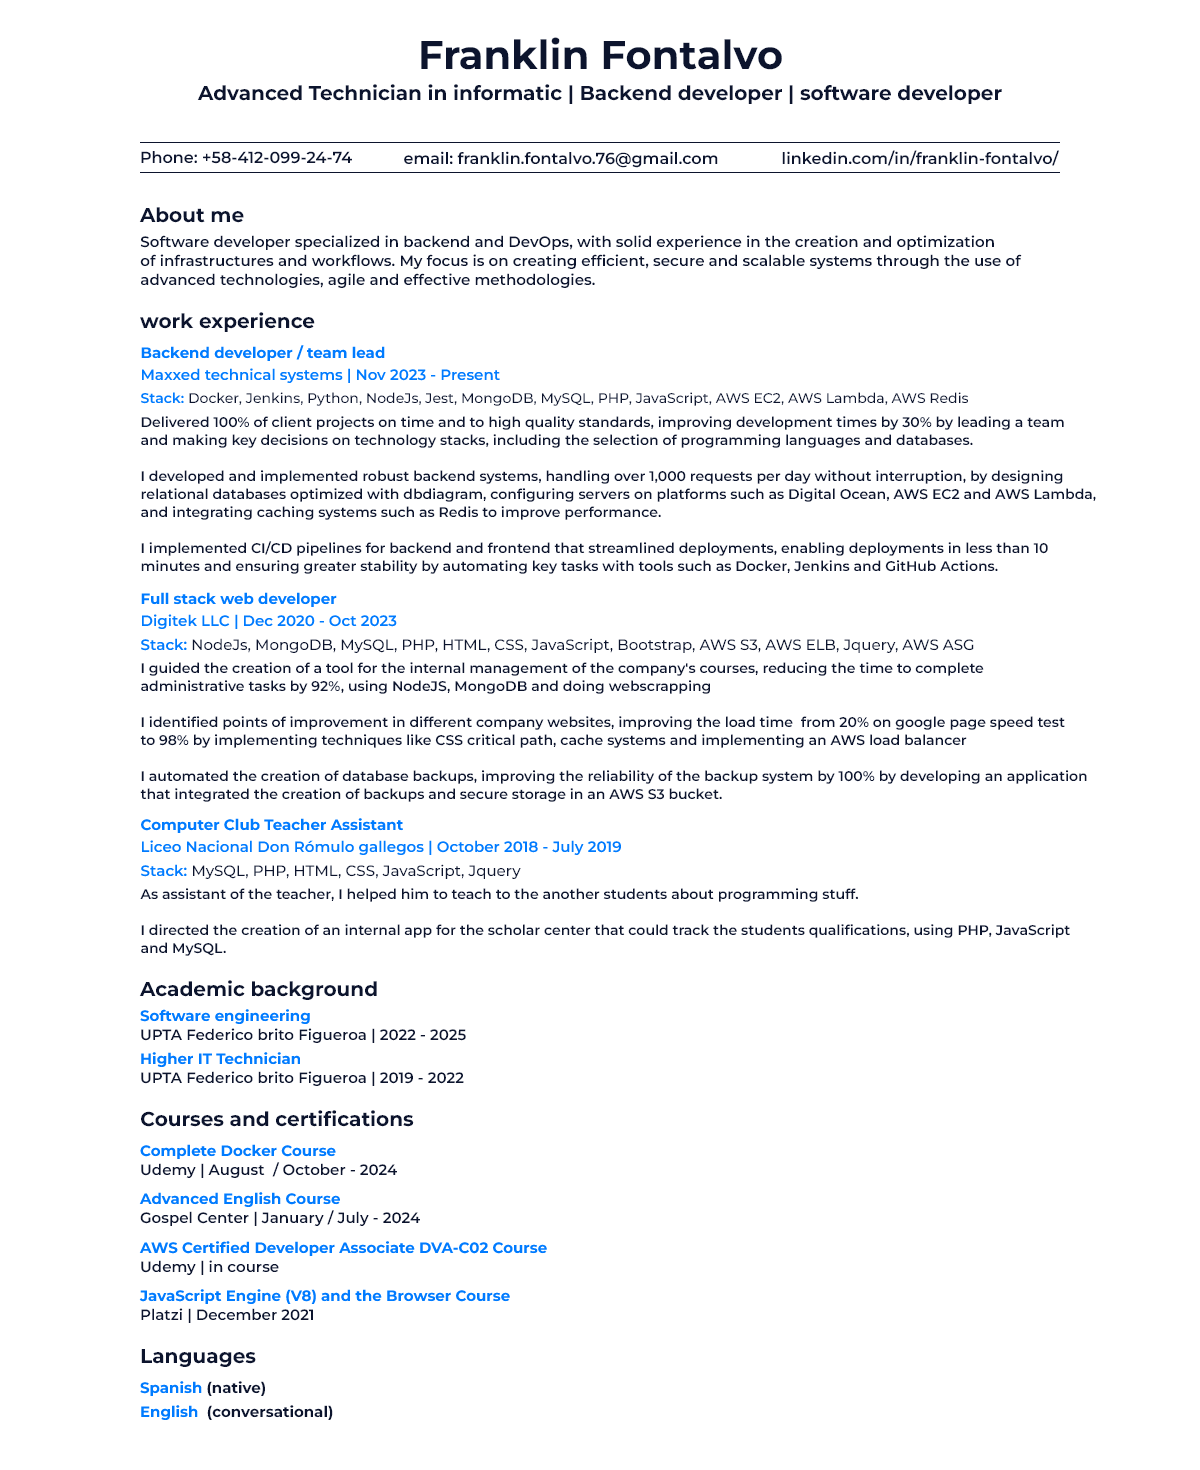 Franklin Fontalvo
Advanced Technician in informatic | Backend developer | software developer
Phone: +58-412-099-24-74 email: franklin.fontalvo.76@gmail.com linkedin.com/in/franklin-fontalvo/
About me
Software developer specialized in backend and DevOps, with solid experience in the creation and optimization
of infrastructures and workflows. My focus is on creating efficient, secure and scalable systems through the use of
advanced technologies, agile and effective methodologies.
work experience
Backend developer / team lead
Maxxed technical systems | Nov 2023 - Present
Stack: Docker, Jenkins, Python, NodeJs, Jest, MongoDB, MySQL, PHP, JavaScript, AWS EC2, AWS Lambda, AWS Redis
Delivered 100% of client projects on time and to high quality standards, improving development times by 30% by leading a team
and making key decisions on technology stacks, including the selection of programming languages and databases.
I developed and implemented robust backend systems, handling over 1,000 requests per day without interruption, by designing
relational databases optimized with dbdiagram, configuring servers on platforms such as Digital Ocean, AWS EC2 and AWS Lambda,
and integrating caching systems such as Redis to improve performance.
I implemented CI/CD pipelines for backend and frontend that streamlined deployments, enabling deployments in less than 10
minutes and ensuring greater stability by automating key tasks with tools such as Docker, Jenkins and GitHub Actions.
Full stack web developer
Digitek LLC | Dec 2020 - Oct 2023
Stack: NodeJs, MongoDB, MySQL, PHP, HTML, CSS, JavaScript, Bootstrap, AWS S3, AWS ELB, Jquery, AWS ASG
I guided the creation of a tool for the internal management of the company's courses, reducing the time to complete
administrative tasks by 92%, using NodeJS, MongoDB and doing webscrapping
I identified points of improvement in different company websites, improving the load time  from 20% on google page speed test
to 98% by implementing techniques like CSS critical path, cache systems and implementing an AWS load balancer
I automated the creation of database backups, improving the reliability of the backup system by 100% by developing an application
that integrated the creation of backups and secure storage in an AWS S3 bucket.
Computer Club Teacher Assistant
Liceo Nacional Don Rómulo gallegos | October 2018 - July 2019
Stack: MySQL, PHP, HTML, CSS, JavaScript, Jquery
As assistant of the teacher, I helped him to teach to the another students about programming stuff.
I directed the creation of an internal app for the scholar center that could track the students qualifications, using PHP, JavaScript
and MySQL.
Academic background
Software engineering
UPTA Federico brito Figueroa | 2022 - 2025
Higher IT Technician
UPTA Federico brito Figueroa | 2019 - 2022
Courses and certifications
Complete Docker Course
Udemy | August  / October - 2024
Advanced English Course
Gospel Center | January / July - 2024
AWS Certified Developer Associate DVA-C02 Course
Udemy | in course
JavaScript Engine (V8) and the Browser Course
Platzi | December 2021
Languages
Spanish (native)
English  (conversational)